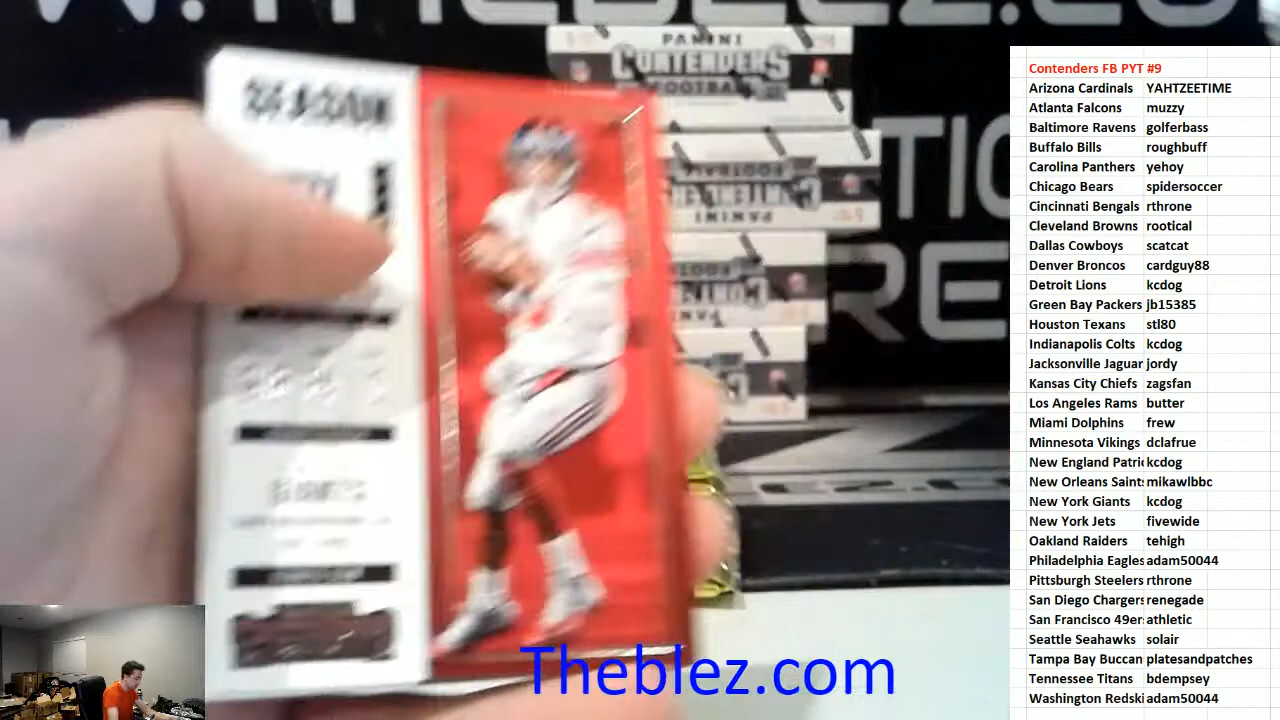 PANINI
CONTENDERS
FOOTBALL
SEASON
Giants
CONTENDERS
FOOTBALL
PANINI
Theblez.com
Contenders FB PYT #9
Arizona Cardinals YAHTZEETIME
Atlanta Falcons muzzy
Baltimore Ravens golferbass
Buffalo Bills roughbuff
Carolina Panthers yehoy
Chicago Bears spidersoccer
Cincinnati Bengals rthrone
Cleveland Browns rootical
Dallas Cowboys scatcat
Denver Broncos cardguy88
Detroit Lions kcdog
Green Bay Packers jb15385
Houston Texans stl80
Indianapolis Colts kcdog
Jacksonville Jaguar jordy
Kansas City Chiefs zagsfan
Los Angeles Rams butter
Miami Dolphins frew
Minnesota Vikings dclafrue
New England Patri kcdog
New Orleans Saints mikawlbbc
New York Giants kcdog
New York Jets fivewide
Oakland Raiders tehigh
Philadelphia Eagles adam50044
Pittsburgh Steelers rthrone
San Diego Chargers renegade
San Francisco 49er athletic
Seattle Seahawks solair
Tampa Bay Buccan platesandpatches
Tennessee Titans bdempsey
Washington Redski adam50044